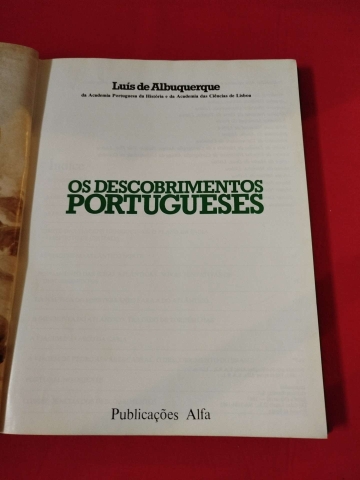 Luís de Albuquerque
da Academia Portuguesa da História e da Academia das Ciências de Lisboa
OS DESCOBRIMENTOS
PORTUGUESES
Publicações Alfa